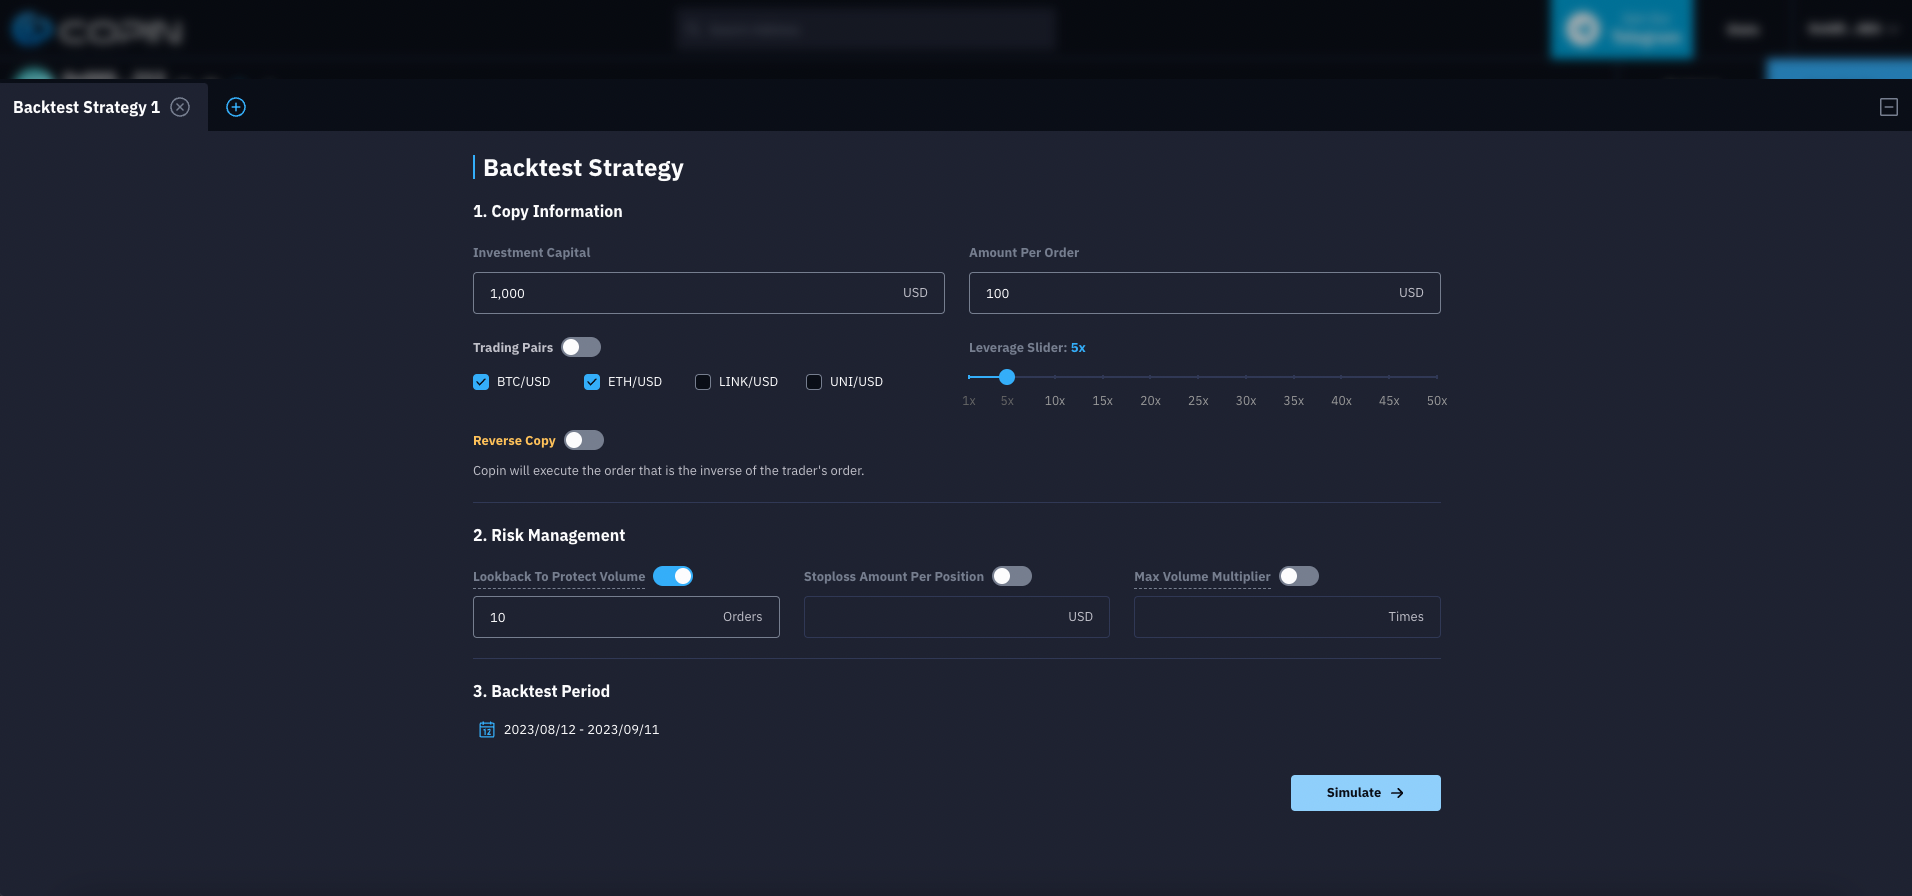 COPIN
Backtest Strategy 1
Backtest Strategy
1. Copy Information
Investment Capital
Amount Per Order
1,000 USD
100 USD
Trading Pairs
Leverage Slider: 5x
BTC/USD ETH/USD LINK/USD UNI/USD
1x 5x 10x 15x 20x 25x 30x 35x 40x 45x 50x
Reverse Copy
Copin will execute the order that is the inverse of the trader's order.
2. Risk Management
Lookback To Protect Volume
Stoploss Amount Per Position
Max Volume Multiplier
10 Orders
USD
Times
3. Backtest Period
12
2023/08/12 - 2023/09/11
Simulate